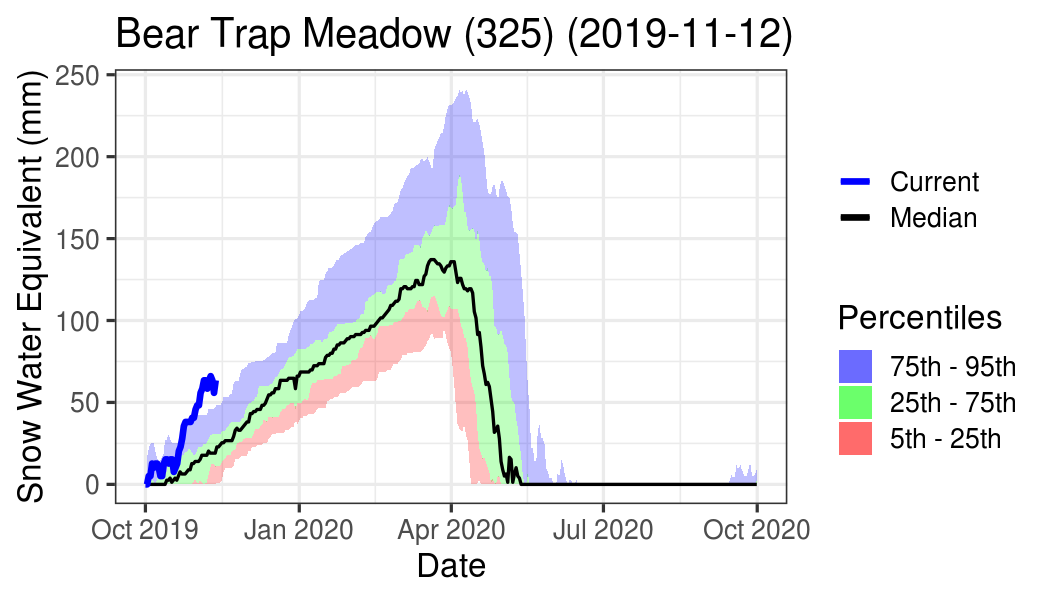 Bear Trap Meadow (325) (2019-11-12)
Snow Water Equivalent (mm)
250
200
150
100
50
0
Oct 2019
Jan 2020
Apr 2020
Jul 2020
Oct 2020
Date
Current
Median
Percentiles
75th - 95th
25th - 75th
5th - 25th